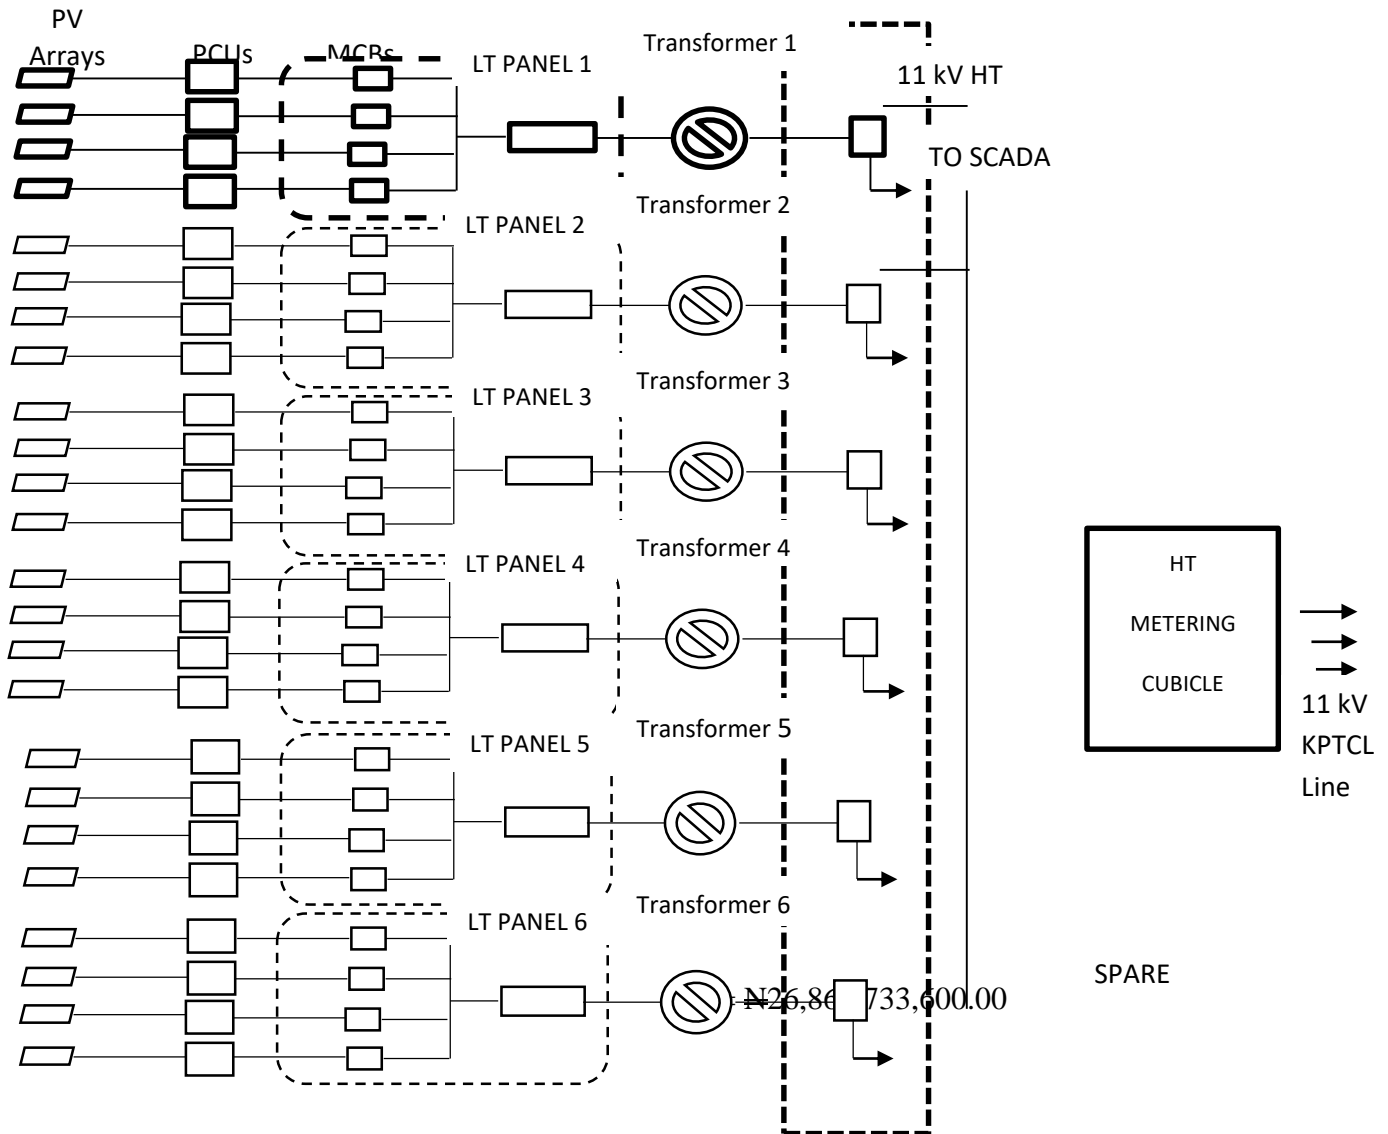 PV
Arrays
PCUs
MCBs
LT PANEL 1
Transformer 1
11 kV HT
TO SCADA
LT PANEL 2
Transformer 2
LT PANEL 3
Transformer 3
LT PANEL 4
Transformer 4
HT
METERING
CUBICLE
11 kV
KPTCL
Line
LT PANEL 5
Transformer 5
LT PANEL 6
Transformer 6
SPARE